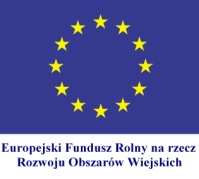 Europejski Fundusz Rolny na rzecz
Rozwoju Obszarów Wiejskich